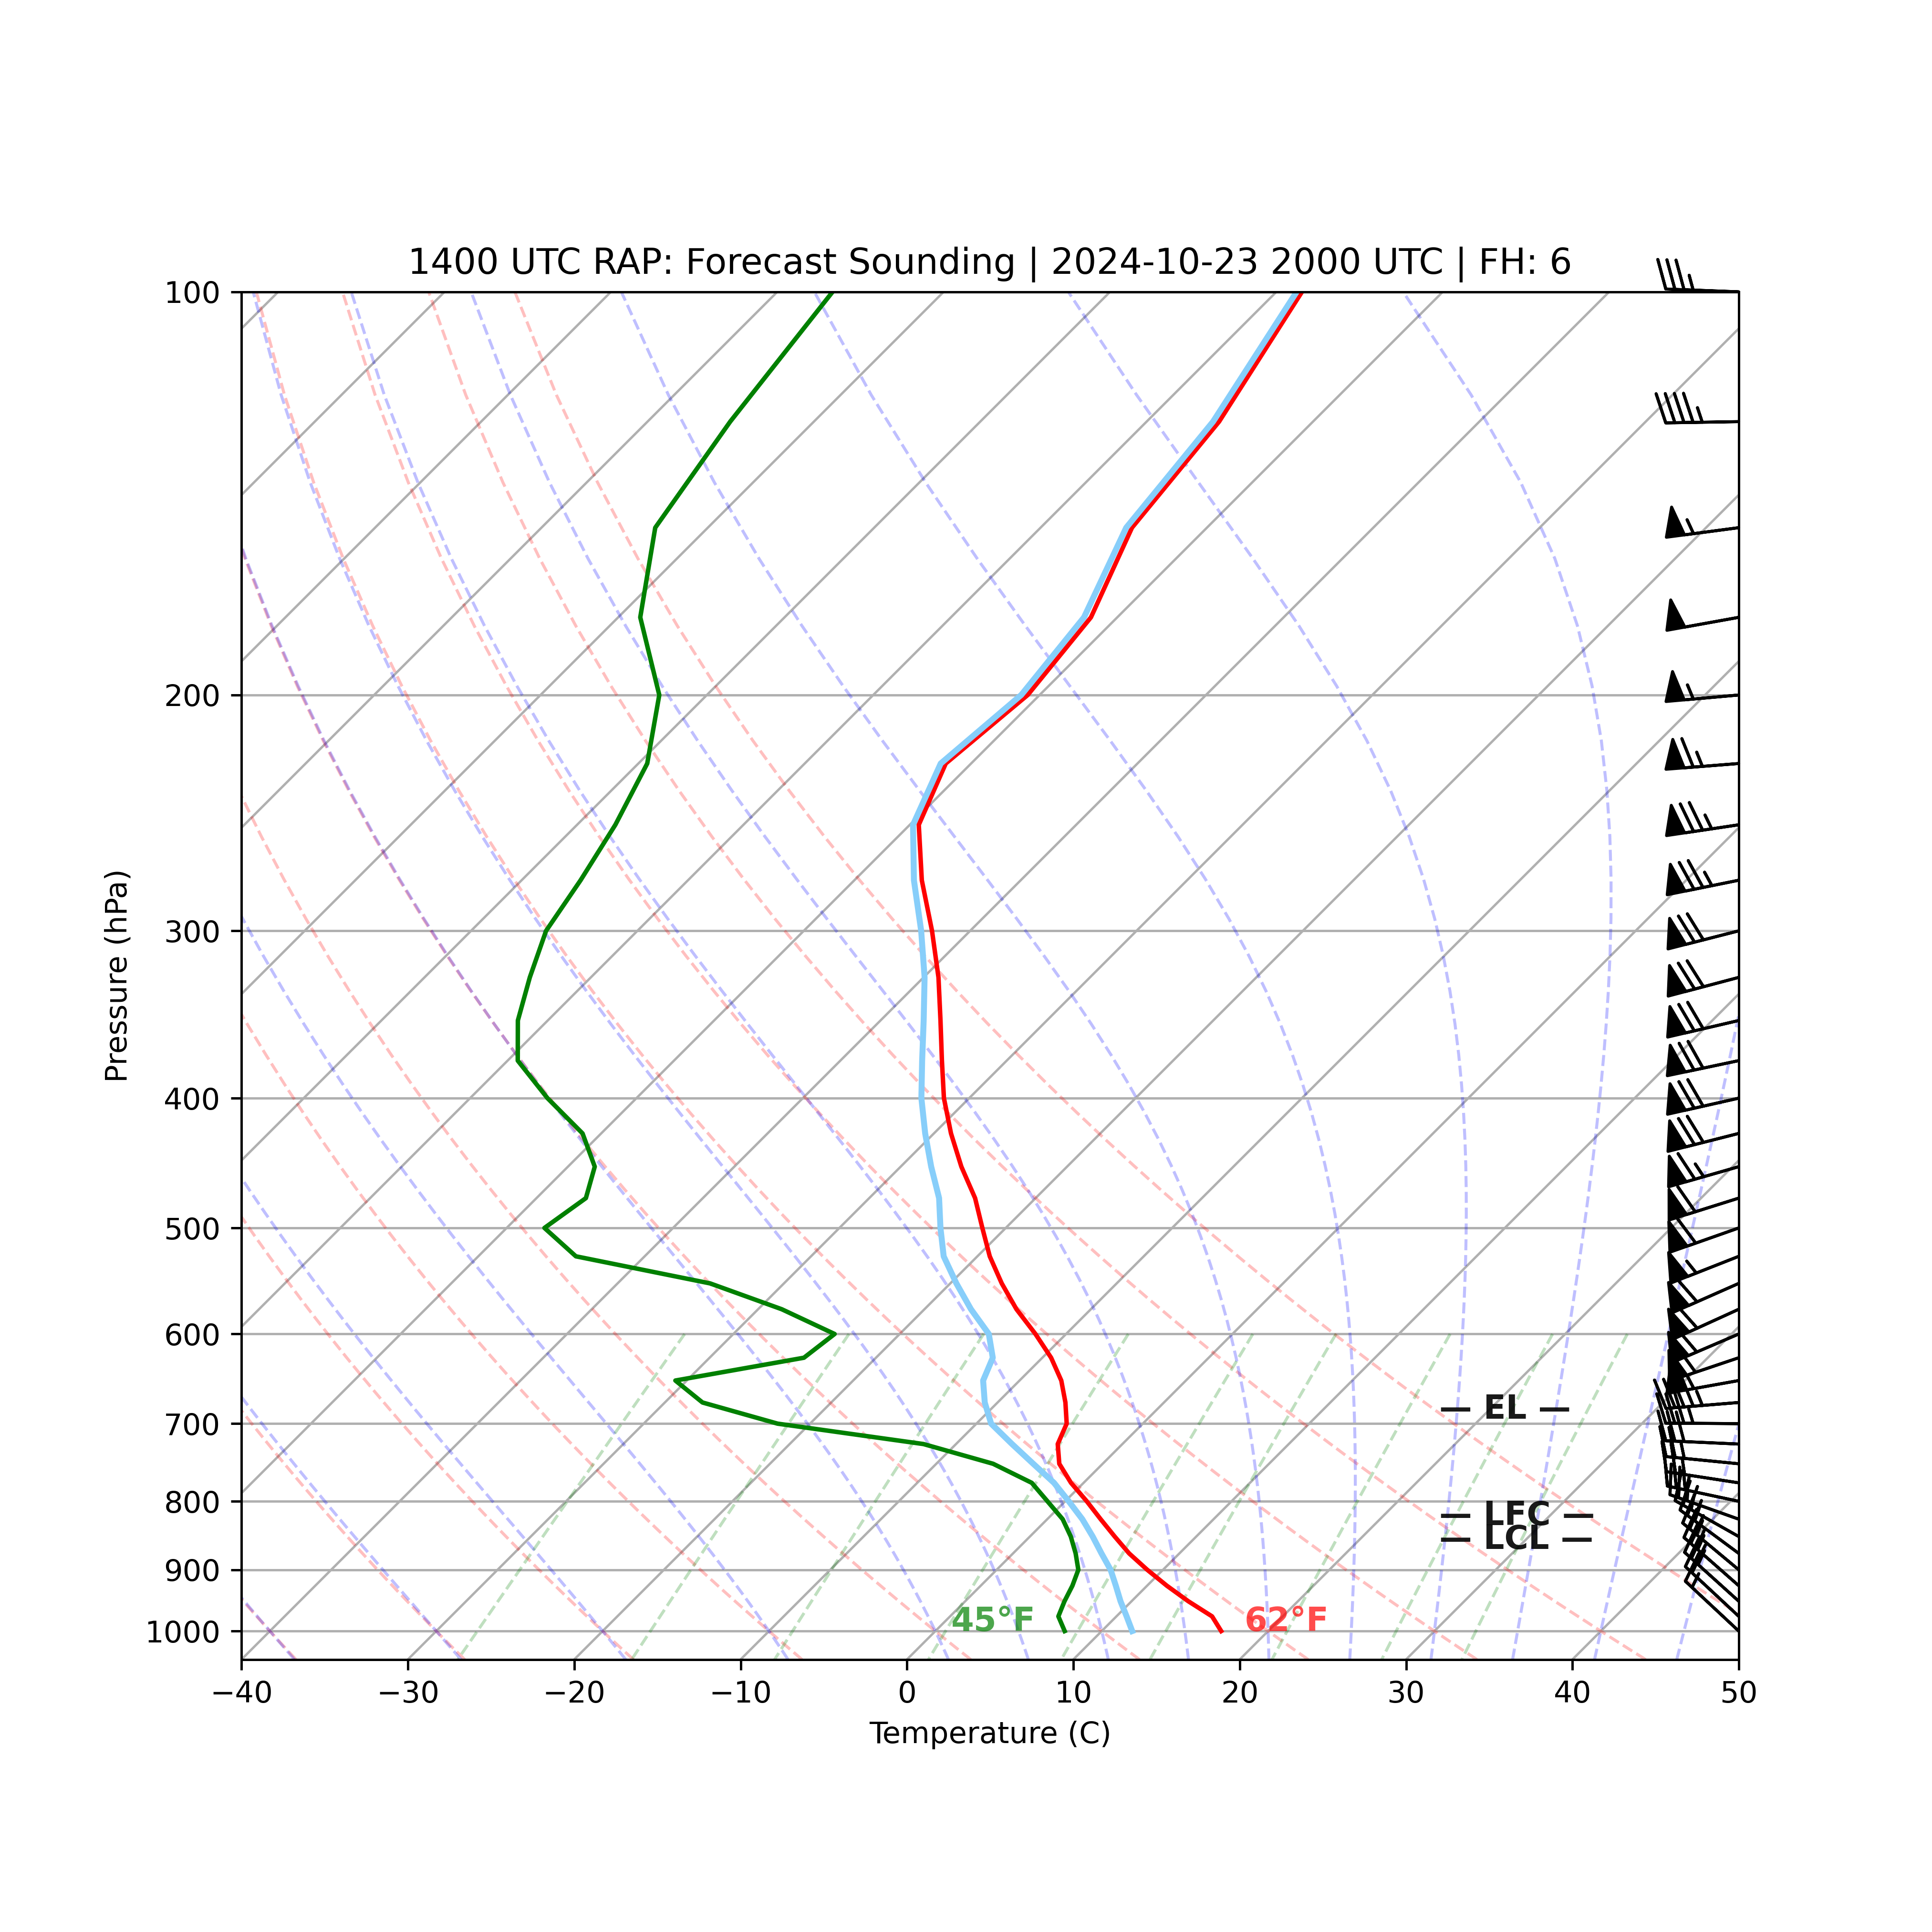 1400 UTC RAP: Forecast Sounding | 2024-10-23 2000 UTC | FH: 6
100
200
300
400
500
600
700
800
900
1000
Pressure (hPa)
— EL —
— LFC —
— LCL —
45°F
62°F
−40 −30 −20 −10 0 10 20 30 40 50
Temperature (C)